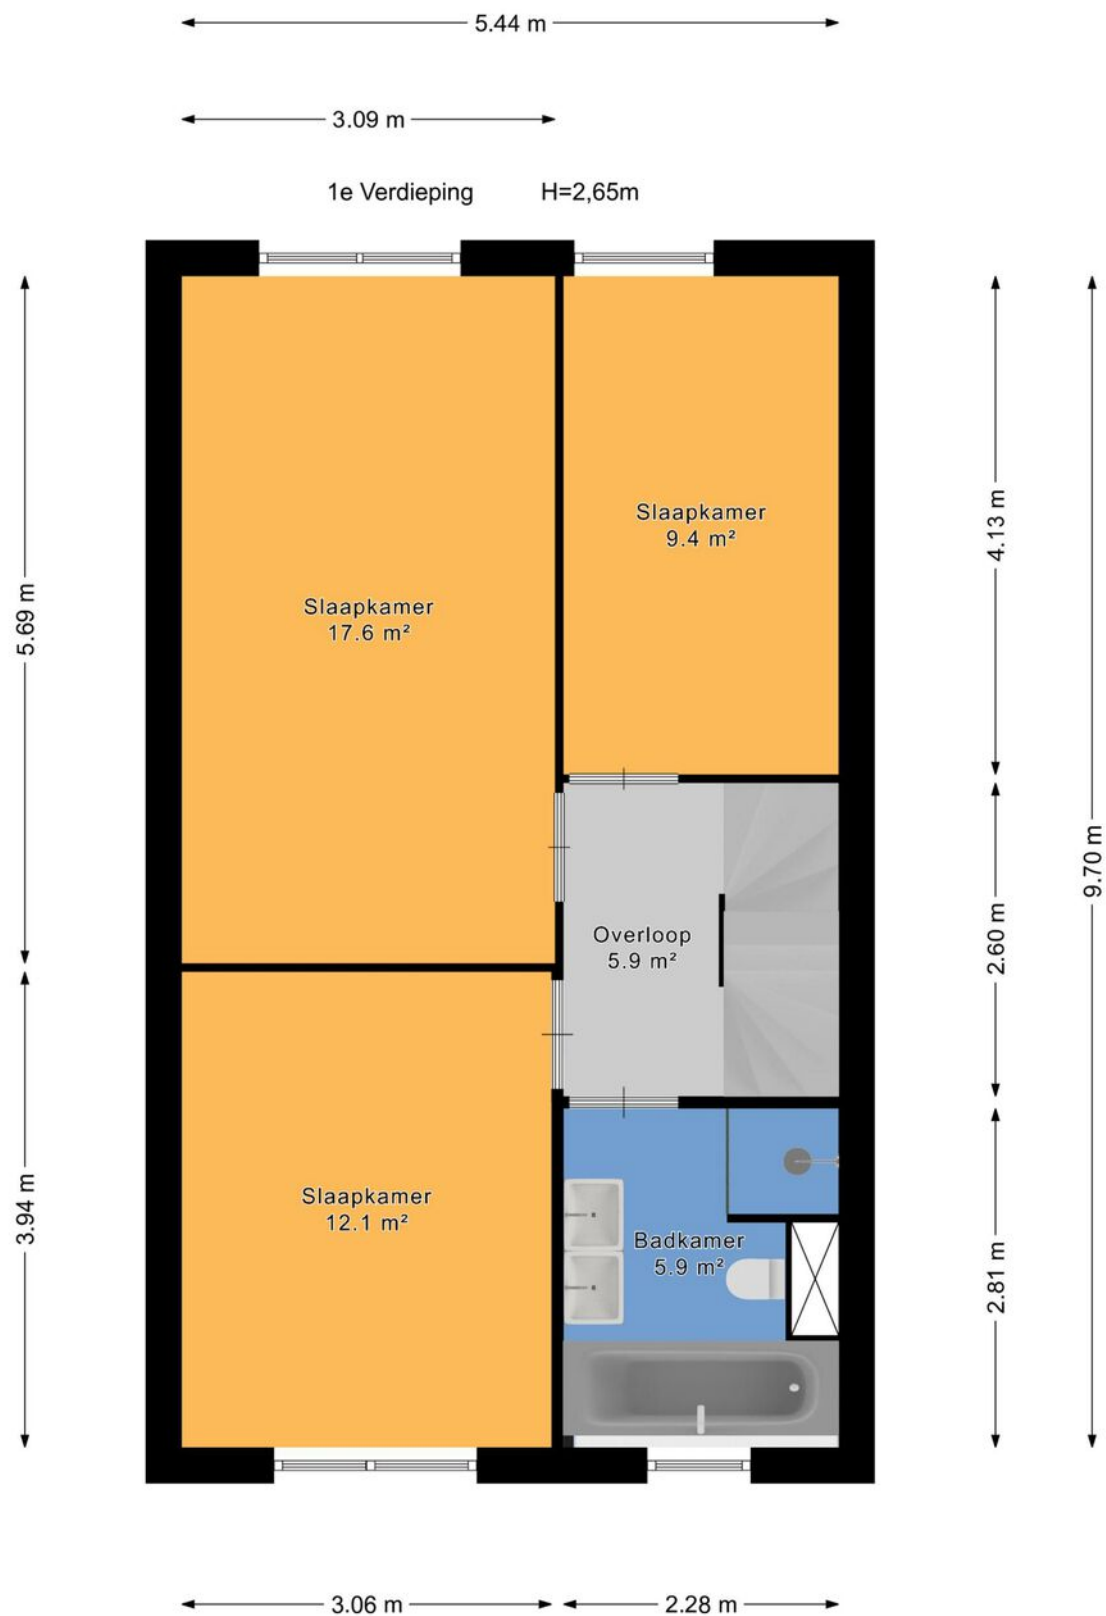 5.44 m
3.09 m
1e Verdieping H=2,65m
Slaapkamer
9.4 m²
4.13 m
5.69 m
Slaapkamer
17.6 m²
9.70 m
Overloop
5.9 m²
2.60 m
Slaapkamer
12.1 m²
3.94 m
Badkamer
5.9 m²
2.81 m
3.06 m
2.28 m